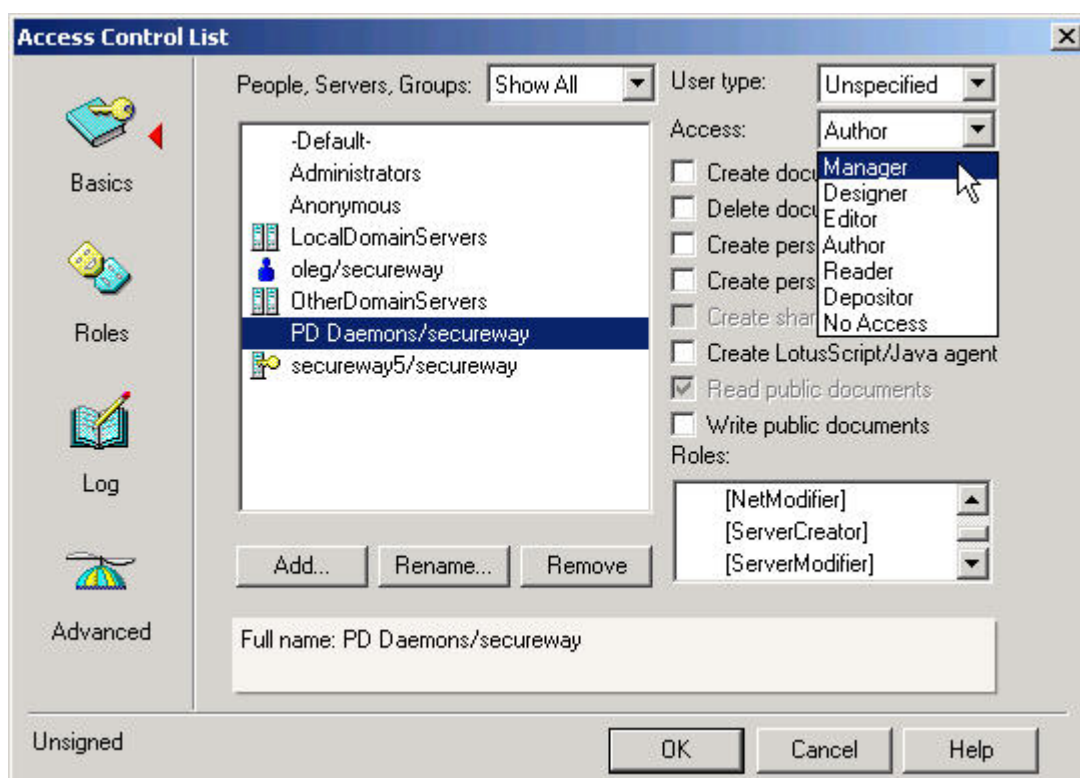 Access Control List
Basics
Roles
Log
Advanced
People, Servers, Groups: Show All
-Default-
Administrators
Anonymous
LocalDomainServers
oleg/secureway
OtherDomainServers
PD Daemons/secureway
secureway5/secureway
Add... Rename... Remove
User type: Unspecified
Access: Author
Manager
Designer
Editor
Author
Reader
Depositor
No Access
Create docu
Delete docu
Create pers
Create pers
Create shar
Create LotusScript/Java agent
Read public documents
Write public documents
Roles:
[NetModifier]
[ServerCreator]
[ServerModifier]
Full name: PD Daemons/secureway
Unsigned
OK Cancel Help